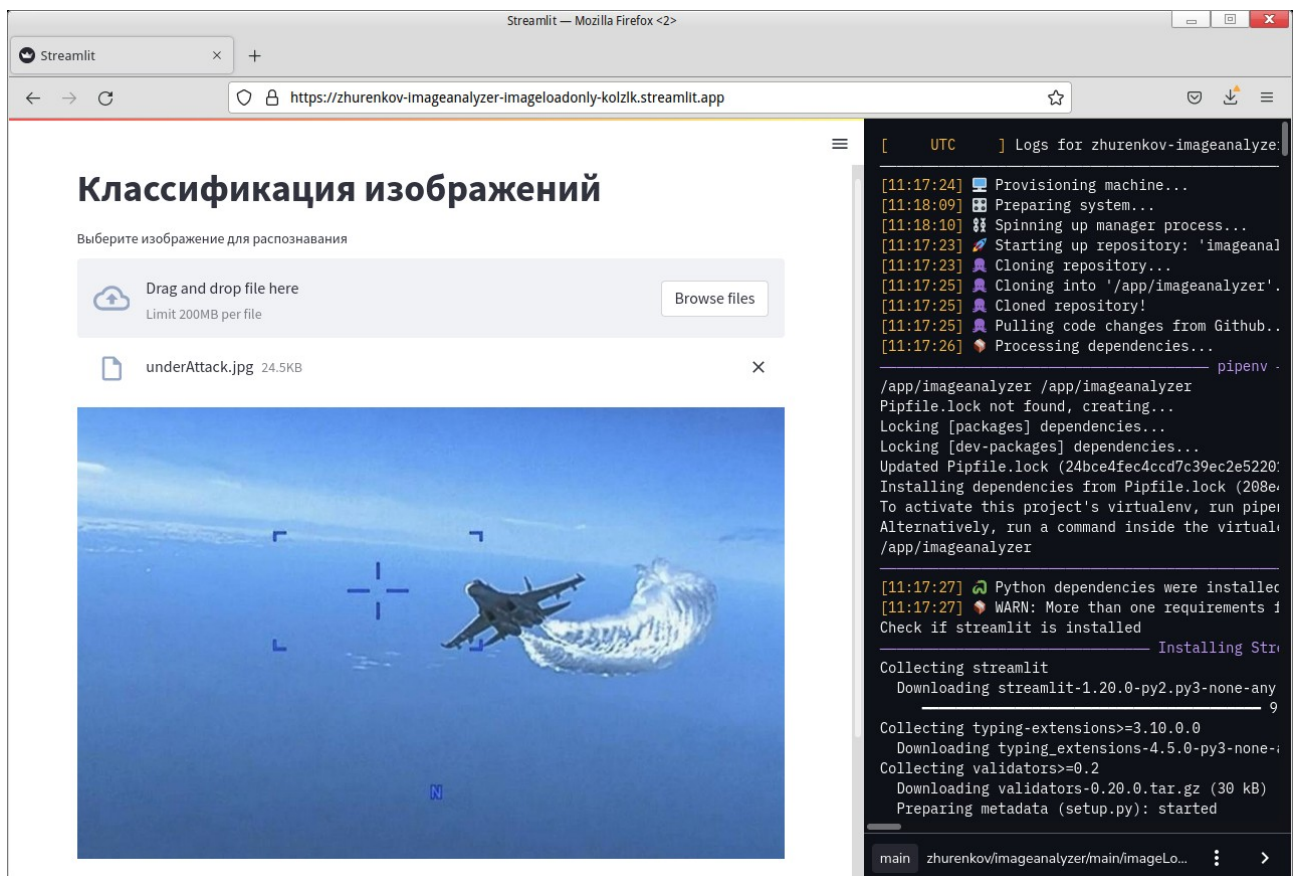 Streamlit — Mozilla Firefox <2>
Streamlit
https://zhurenkov-imageanalyzer-imageloadonly-kolzlk.streamlit.app
Классификация изображений
Выберите изображение для распознавания
Drag and drop file here
Limit 200MB per file
Browse files
underAttack.jpg 24.5KB
N
[ UTC ] Logs for zhurenkov-imageanalyze
[11:17:24] Provisioning machine...
[11:18:09] Preparing system...
[11:18:10] Spinning up manager process...
[11:17:23] Starting up repository: 'imageanal
[11:17:23] Cloning repository...
[11:17:25] Cloning into '/app/imageanalyzer'.
[11:17:25] Cloned repository!
[11:17:25] Pulling code changes from Github..
[11:17:26] Processing dependencies...
pipenv
/app/imageanalyzer /app/imageanalyzer
Pipfile.lock not found, creating...
Locking [packages] dependencies...
Locking [dev-packages] dependencies...
Updated Pipfile.lock (24bce4fec4ccd7c39ec2e5220
Installing dependencies from Pipfile.lock (208e
To activate this project's virtualenv, run pipe
Alternatively, run a command inside the virtual
/app/imageanalyzer
[11:17:27] Python dependencies were installed
[11:17:27] WARN: More than one requirements f
Check if streamlit is installed
Installing Stre
Collecting streamlit
Downloading streamlit-1.20.0-py2.py3-none-any
9
Collecting typing-extensions>=3.10.0.0
Downloading typing_extensions-4.5.0-py3-none-
Collecting validators>=0.2
Downloading validators-0.20.0.tar.gz (30 kB)
Preparing metadata (setup.py): started
main zhurenkov/imageanalyzer/main/imageLo...